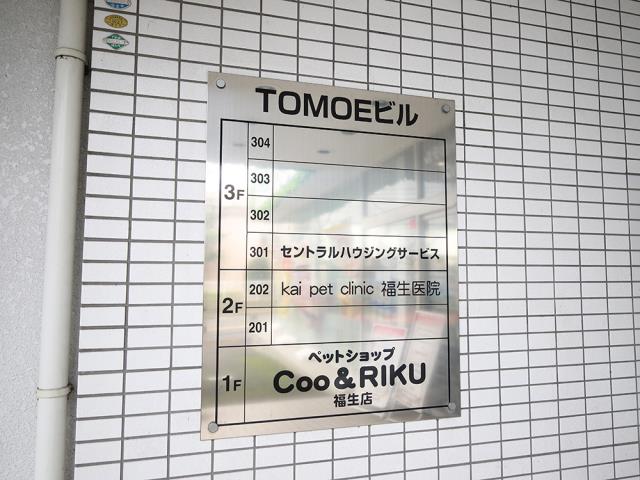 TOMOEビル
3F
304
303
302
301 セントラルハウジングサービス
2F
202 kai pet clinic 福生医院
201
1F
ペットショップ
Coo&RIKU
福生店